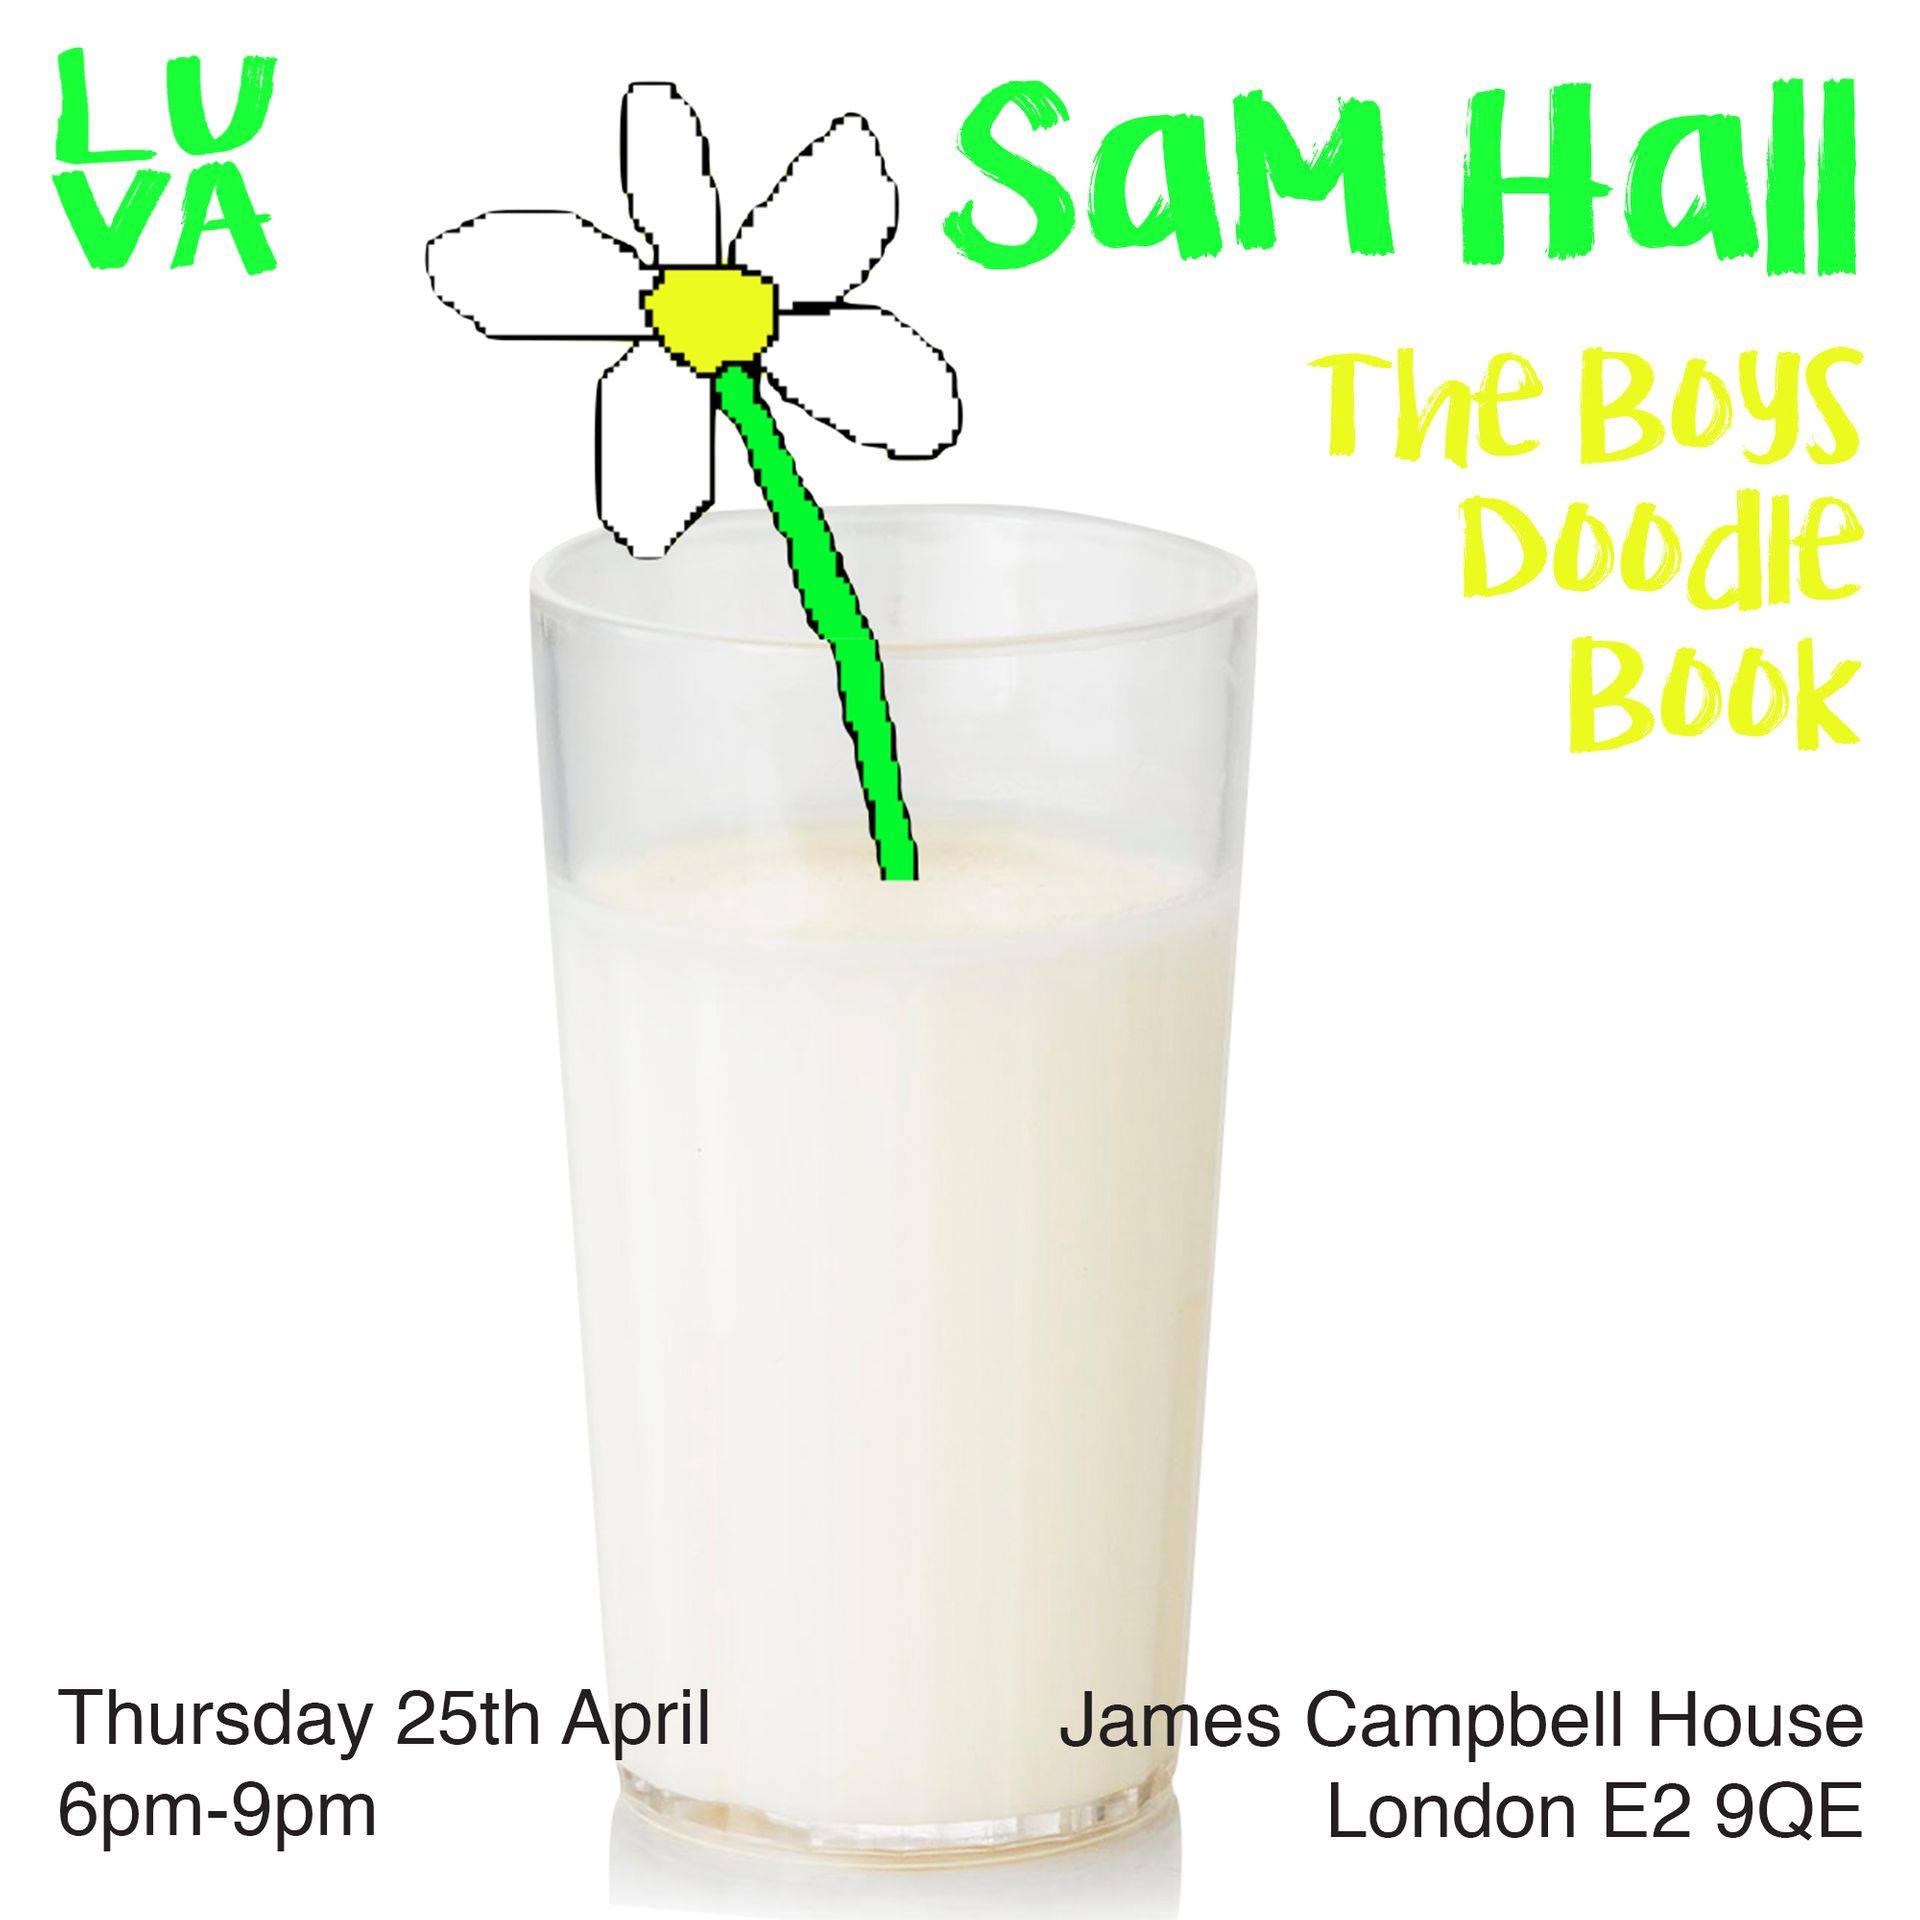 LU
VA
SaM Hall
The Boys
Doodle
Book
Thursday 25th April
6pm-9pm
James Campbell House
London E2 9QE